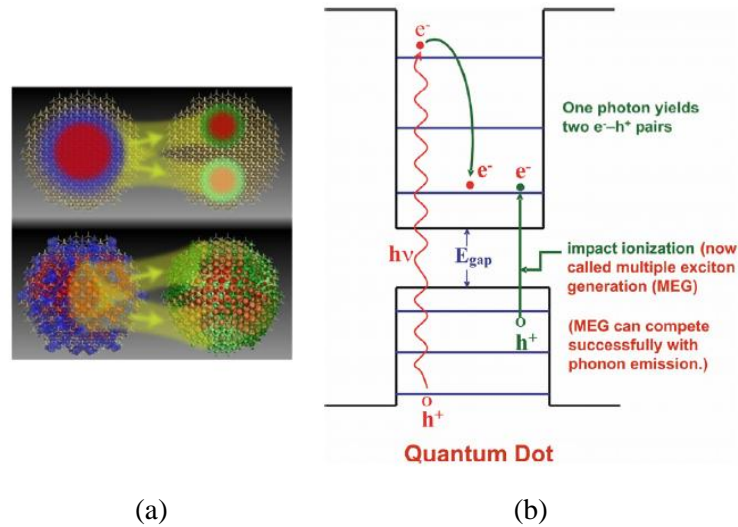 e-
One photon yields
two e-–h+ pairs
e-
e-
hν
Egap
impact ionization (now
called multiple exciton
generation (MEG)
h+
(MEG can compete
successfully with
phonon emission.)
h+
Quantum Dot
(a)
(b)